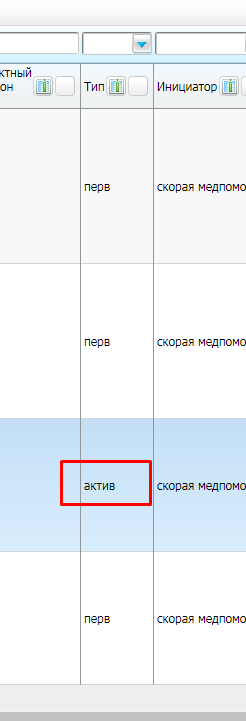 ктный
он
Тип
Инициатор
перв
скорая медпомо
перв
скорая медпомо
актив
скорая медпомо
перв
скорая медпомо